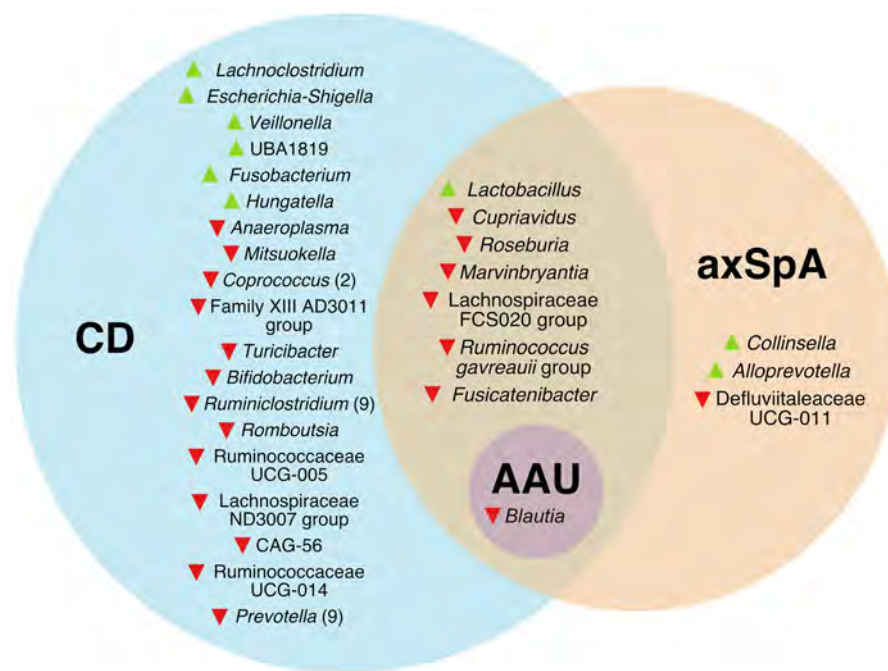 CD
Lachnoclostridium
Escherichia-Shigella
Veillonella
UBA1819
Fusobacterium
Hungatella
Anaeroplasma
Mitsuokella
Coprococcus (2)
Family XIII AD3011
group
Turicibacter
Bifidobacterium
Ruminiclostridium (9)
Romboutsia
Ruminococcaceae
UCG-005
Lachnospiraceae
ND3007 group
CAG-56
Ruminococcaceae
UCG-014
Prevotella (9)
Lactobacillus
Cupriavidus
Roseburia
Marvinbryantia
Lachnospiraceae
FCS020 group
Ruminococcus
gavreauii group
Fusicatenibacter
AAU
Blautia
axSpA
Collinsella
Alloprevotella
Defluviitaleaceae
UCG-011